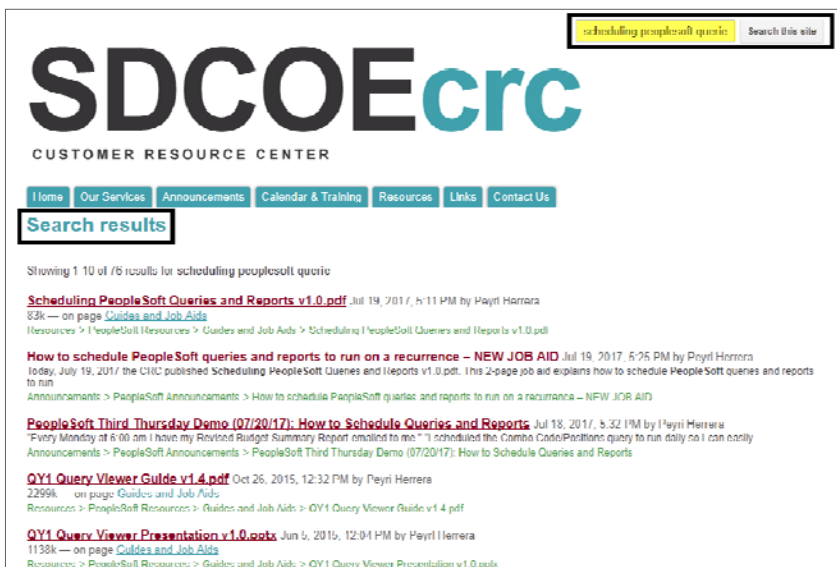 scheduling peoplesoft querie Search this site
SDCOEcrc
CUSTOMER RESOURCE CENTER
Home Our Services Announcements Calendar & Training Resources Links Contact Us
Search results
Showing 1-10 of 76 results for scheduling peoplesoft querie
Scheduling PeopleSoft Queries and Reports v1.0.pdf Jul 19, 2017, 5:11 PM by Peyri Herrera
83k — on page Guides and Job Aids
Resources > PeopleSoft Resources > Guides and Job Aids > Scheduling PeopleSoft Queries and Reports v1.0.pdf
How to schedule PeopleSoft queries and reports to run on a recurrence – NEW JOB AID Jul 19, 2017, 5:25 PM by Peyri Herrera
Today, July 19, 2017 the CRC published Scheduling PeopleSoft Queries and Reports v1.0.pdf. This 2-page job aid explains how to schedule PeopleSoft queries and reports
to run
Announcements > PeopleSoft Announcements > How to schedule PeopleSoft queries and reports to run on a recurrence – NEW JOB AID
PeopleSoft Third Thursday Demo (07/20/17): How to Schedule Queries and Reports Jul 18, 2017, 5:32 PM by Peyri Herrera
"Every Monday at 6:00 am I have my Revised Budget Summary Report emailed to me." "I scheduled the Combo Code/Positions query to run daily so I can easily
Announcements > PeopleSoft Announcements > PeopleSoft Third Thursday Demo (07/20/17): How to Schedule Queries and Reports
QY1 Query Viewer Guide v1.4.pdf Oct 26, 2015, 12:32 PM by Peyri Herrera
2299k — on page Guides and Job Aids
Resources > PeopleSoft Resources > Guides and Job Aids > QY1 Query Viewer Guide v1.4.pdf
QY1 Query Viewer Presentation v1.0.pptx Jun 5, 2015, 12:04 PM by Peyri Herrera
1138k — on page Guides and Job Aids
Resources > PeopleSoft Resources > Guides and Job Aids > QY1 Query Viewer Presentation v1.0.pptx